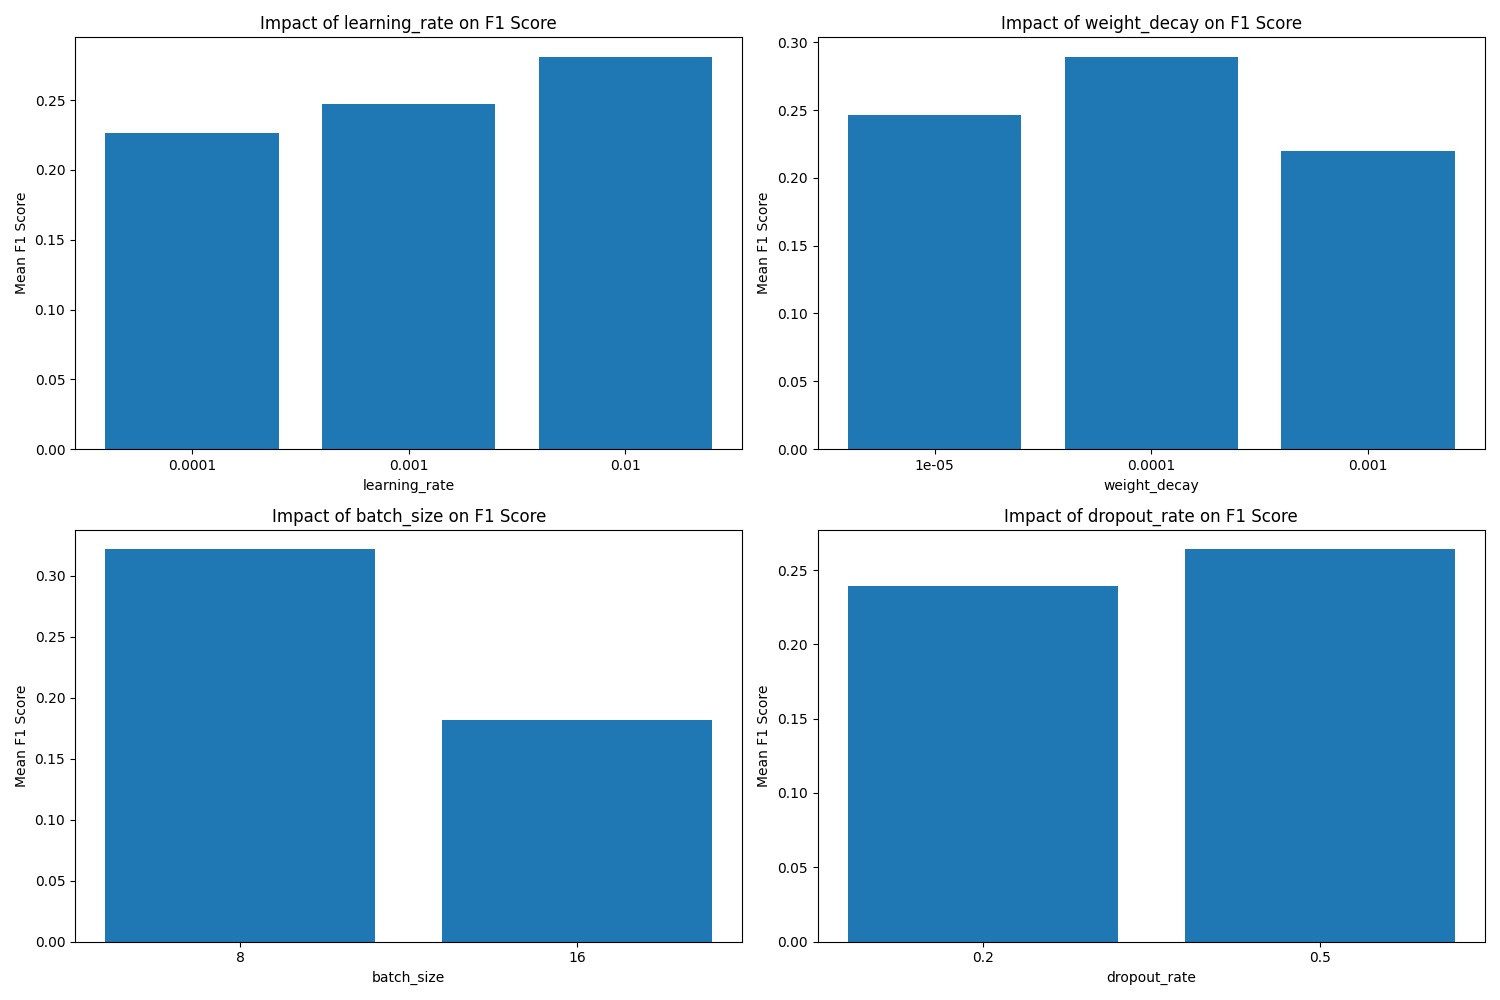 Impact of learning_rate on F1 Score
Mean F1 Score
0.25
0.20
0.15
0.10
0.05
0.00
0.0001 0.001 0.01
learning_rate
Impact of weight_decay on F1 Score
Mean F1 Score
0.30
0.25
0.20
0.15
0.10
0.05
0.00
1e-05 0.0001 0.001
weight_decay
Impact of batch_size on F1 Score
Mean F1 Score
0.30
0.25
0.20
0.15
0.10
0.05
0.00
8 16
batch_size
Impact of dropout_rate on F1 Score
Mean F1 Score
0.25
0.20
0.15
0.10
0.05
0.00
0.2 0.5
dropout_rate